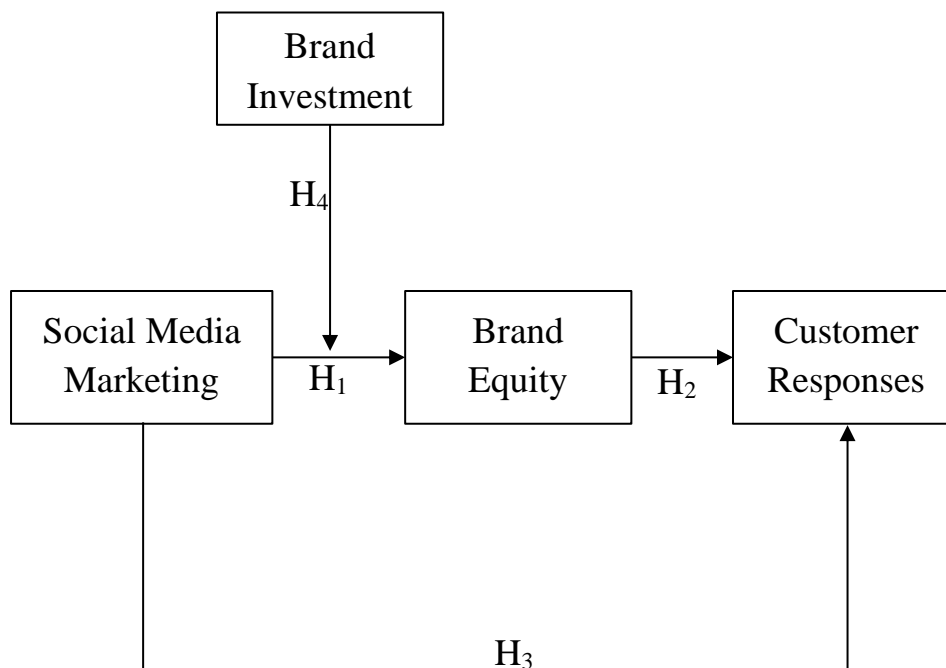 Brand
Investment
H₄
Social Media
Marketing
H₁
Brand
Equity
H₂
Customer
Responses
H₃